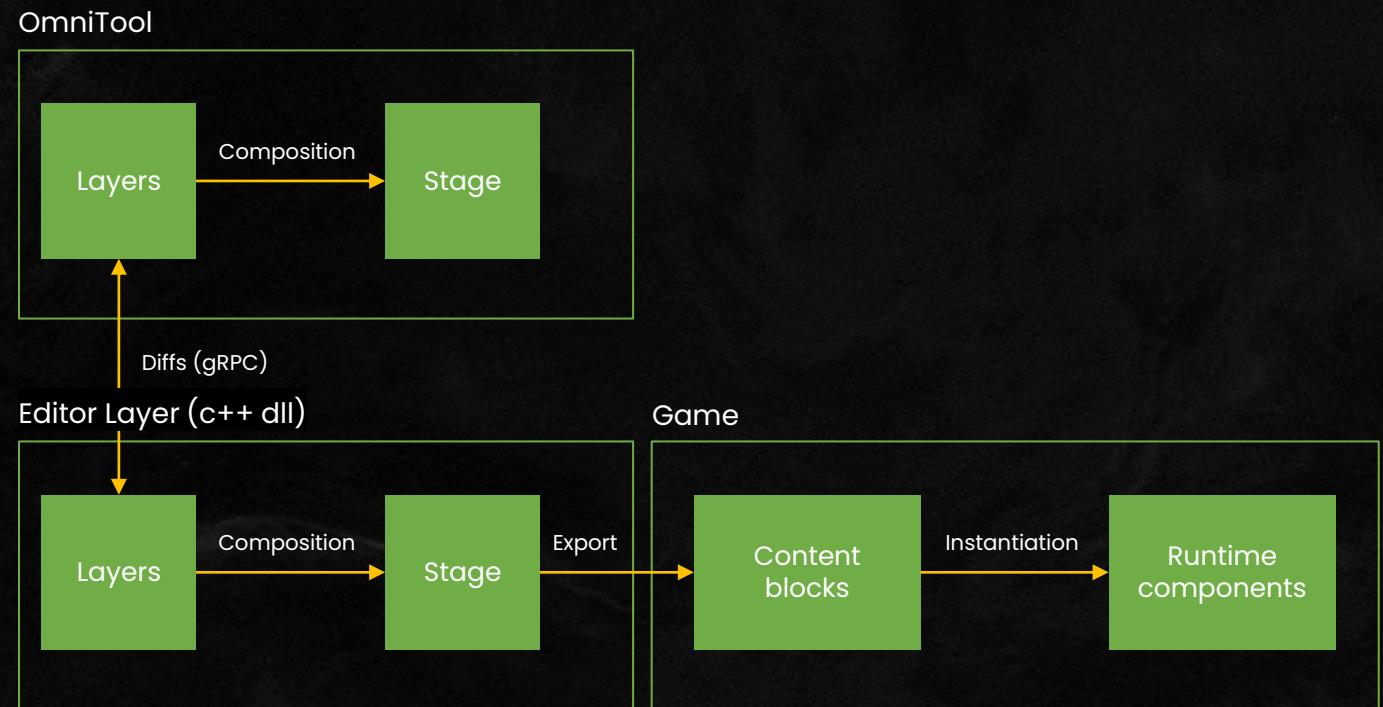 OmniTool
Layers
Composition
Stage
Diffs (gRPC)
Editor Layer (c++ dll)
Game
Layers
Composition
Stage
Export
Content
blocks
Instantiation
Runtime
components